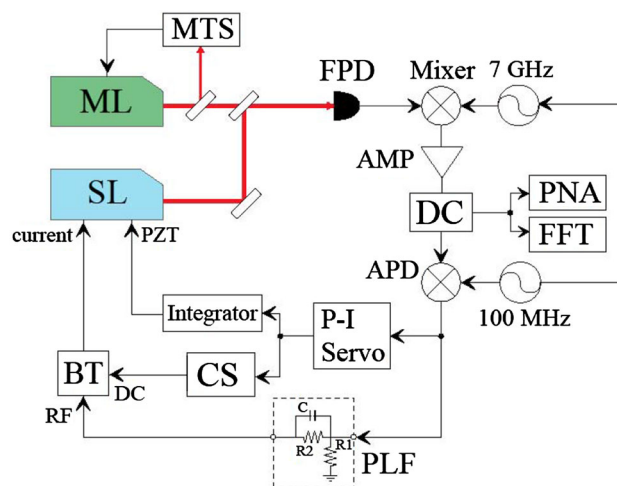 MTS
ML
FPD
Mixer
7 GHz
AMP
SL
DC
PNA
FFT
current
PZT
APD
100 MHz
Integrator
P-I
Servo
BT
DC
CS
RF
C
R2
R1
PLF